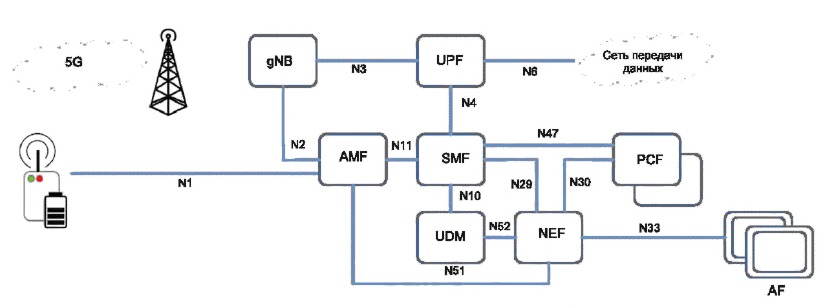 5G
gNB
N3
UPF
N6
Сеть передачи
данных
N4
N2
N11
N47
AMF
SMF
PCF
N1
N29
N30
N10
UDM
N52
NEF
N33
N51
AF